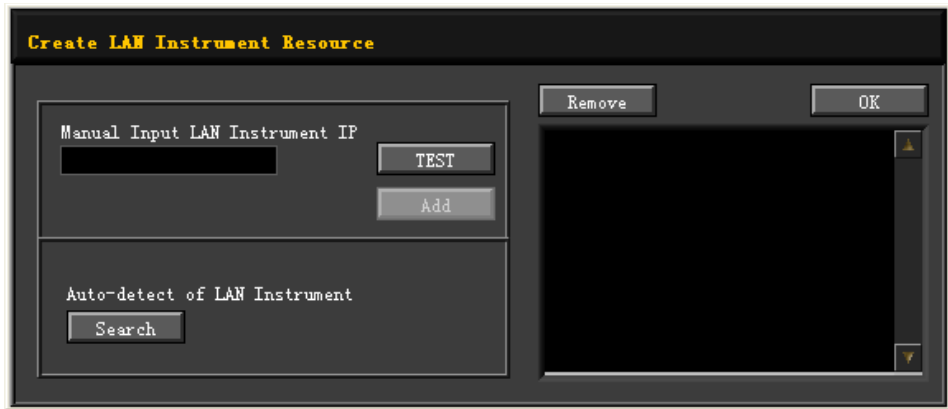 Create LAN Instrument Resource
Manual Input LAN Instrument IP
TEST
Add
Auto-detect of LAN Instrument
Search
Remove
OK